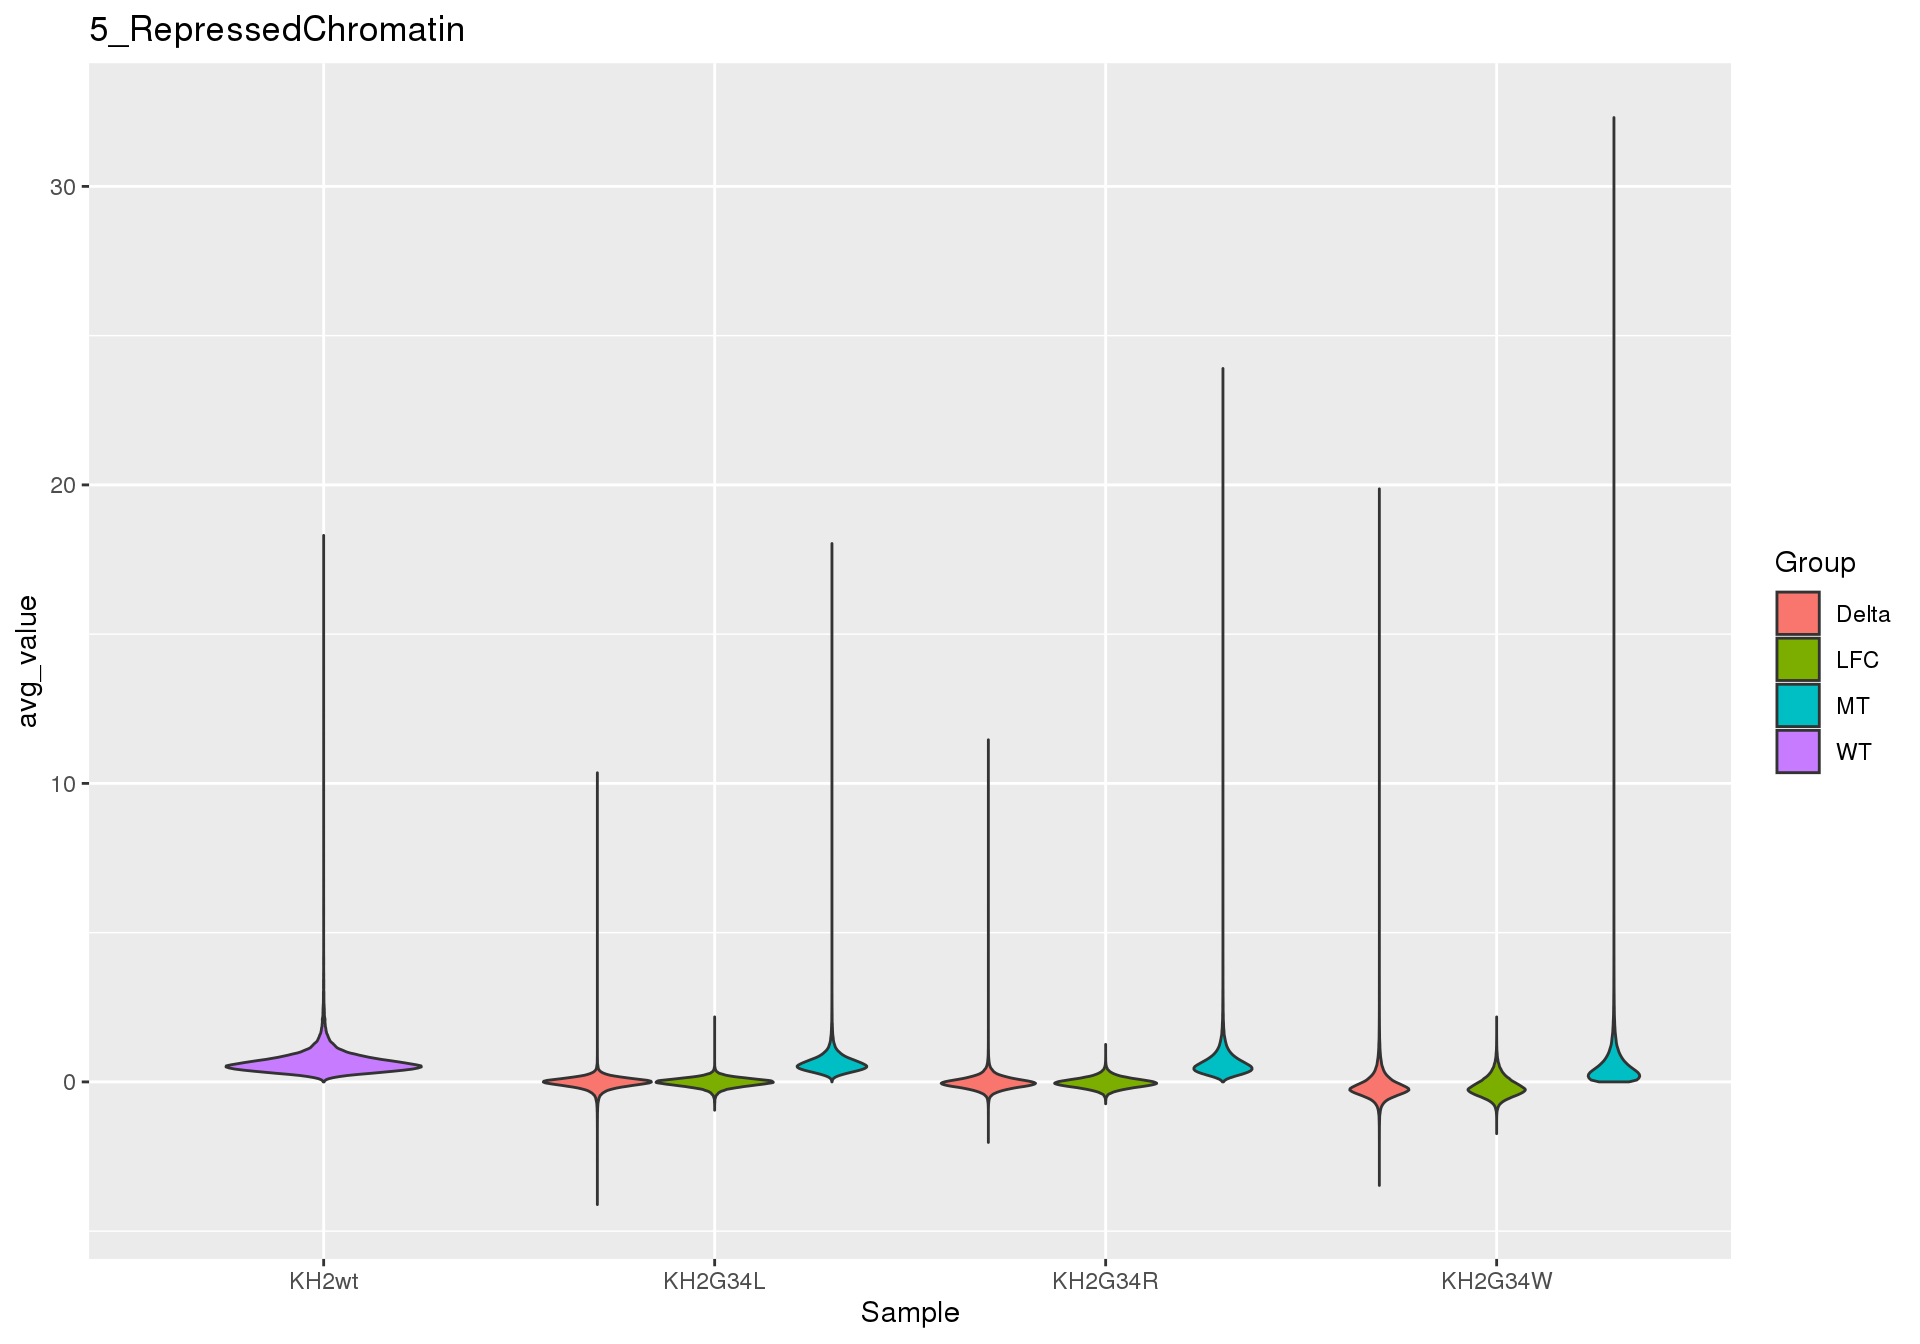 5_RepressedChromatin
30
20
10
0
avg_value
KH2wt
KH2G34L
KH2G34R
KH2G34W
Sample
Group
Delta
LFC
MT
WT